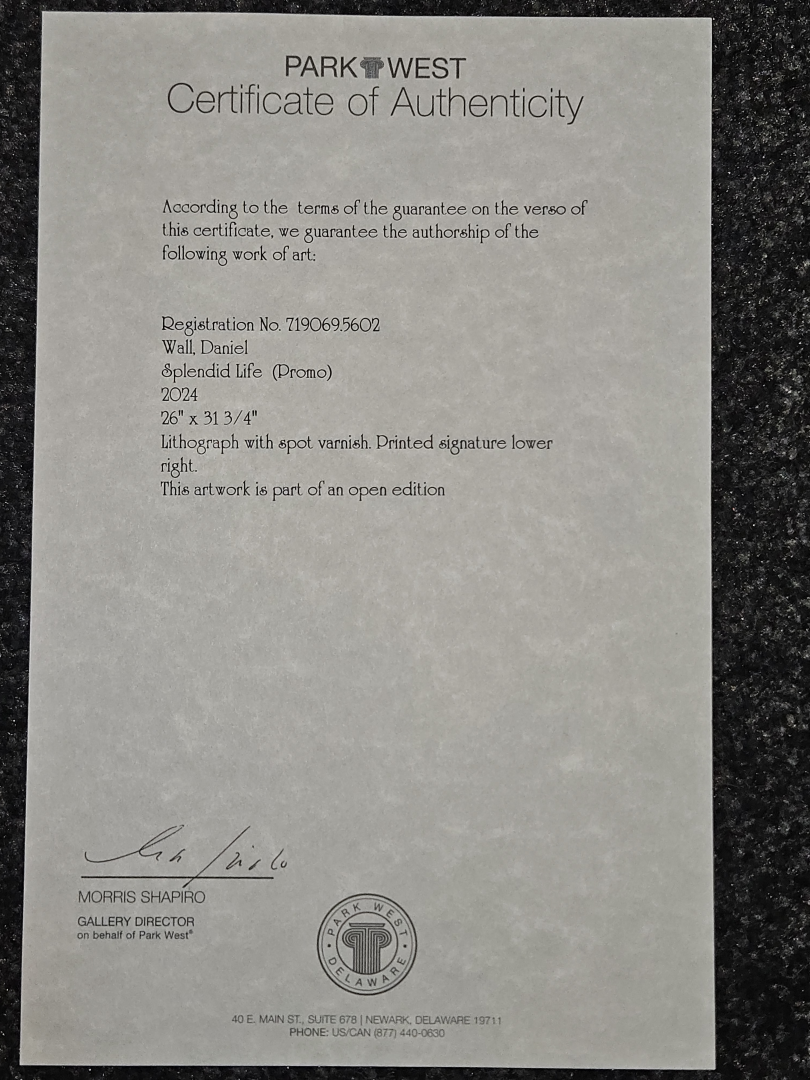 PARK WEST
Certificate of Authenticity
According to the terms of the guarantee on the verso of
this certificate, we guarantee the authorship of the
following work of art:
Registration No. 719069.5602
Wall, Daniel
Splendid Life (Promo)
2024
26" x 31 3/4"
Lithograph with spot varnish. Printed signature lower
right.
This artwork is part of an open edition
MORRIS SHAPIRO
GALLERY DIRECTOR
on behalf of Park West®
PARK WEST
DELAWARE
40 E. MAIN ST., SUITE 678 | NEWARK, DELAWARE 19711
PHONE: US/CAN (877) 440-0630